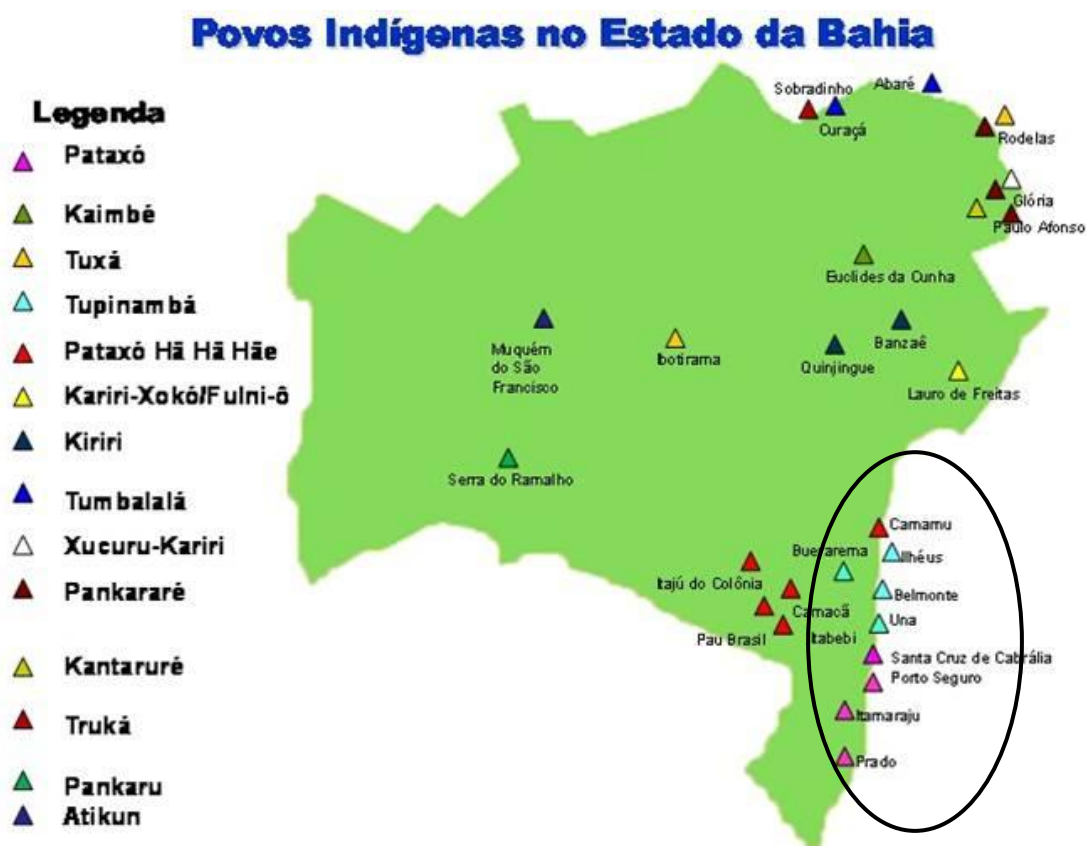 Povos Indígenas no Estado da Bahia
Legenda
Pataxó
Kaimbé
Tuxá
Tupinambá
Pataxó Hã Hã Hãe
Kariri-Xokó/Fulni-ô
Kiriri
Tumbalalá
Xucuru-Kariri
Pankararé
Kantaruré
Truká
Pankaru
Atikun
Sobradinho
Abaré
Curaçá
Rodelas
Glória
Paulo Afonso
Euclides da Cunha
Muquém
do São
Francisco
Ibotirama
Quinjingue
Banzaê
Lauro de Freitas
Serra do Ramalho
Camamu
Buerarema
Ilhéus
Itajú do Colônia
Camacã
Belmonte
Pau Brasil
Itabebi
Una
Santa Cruz de Cabrália
Porto Seguro
Itamaraju
Prado